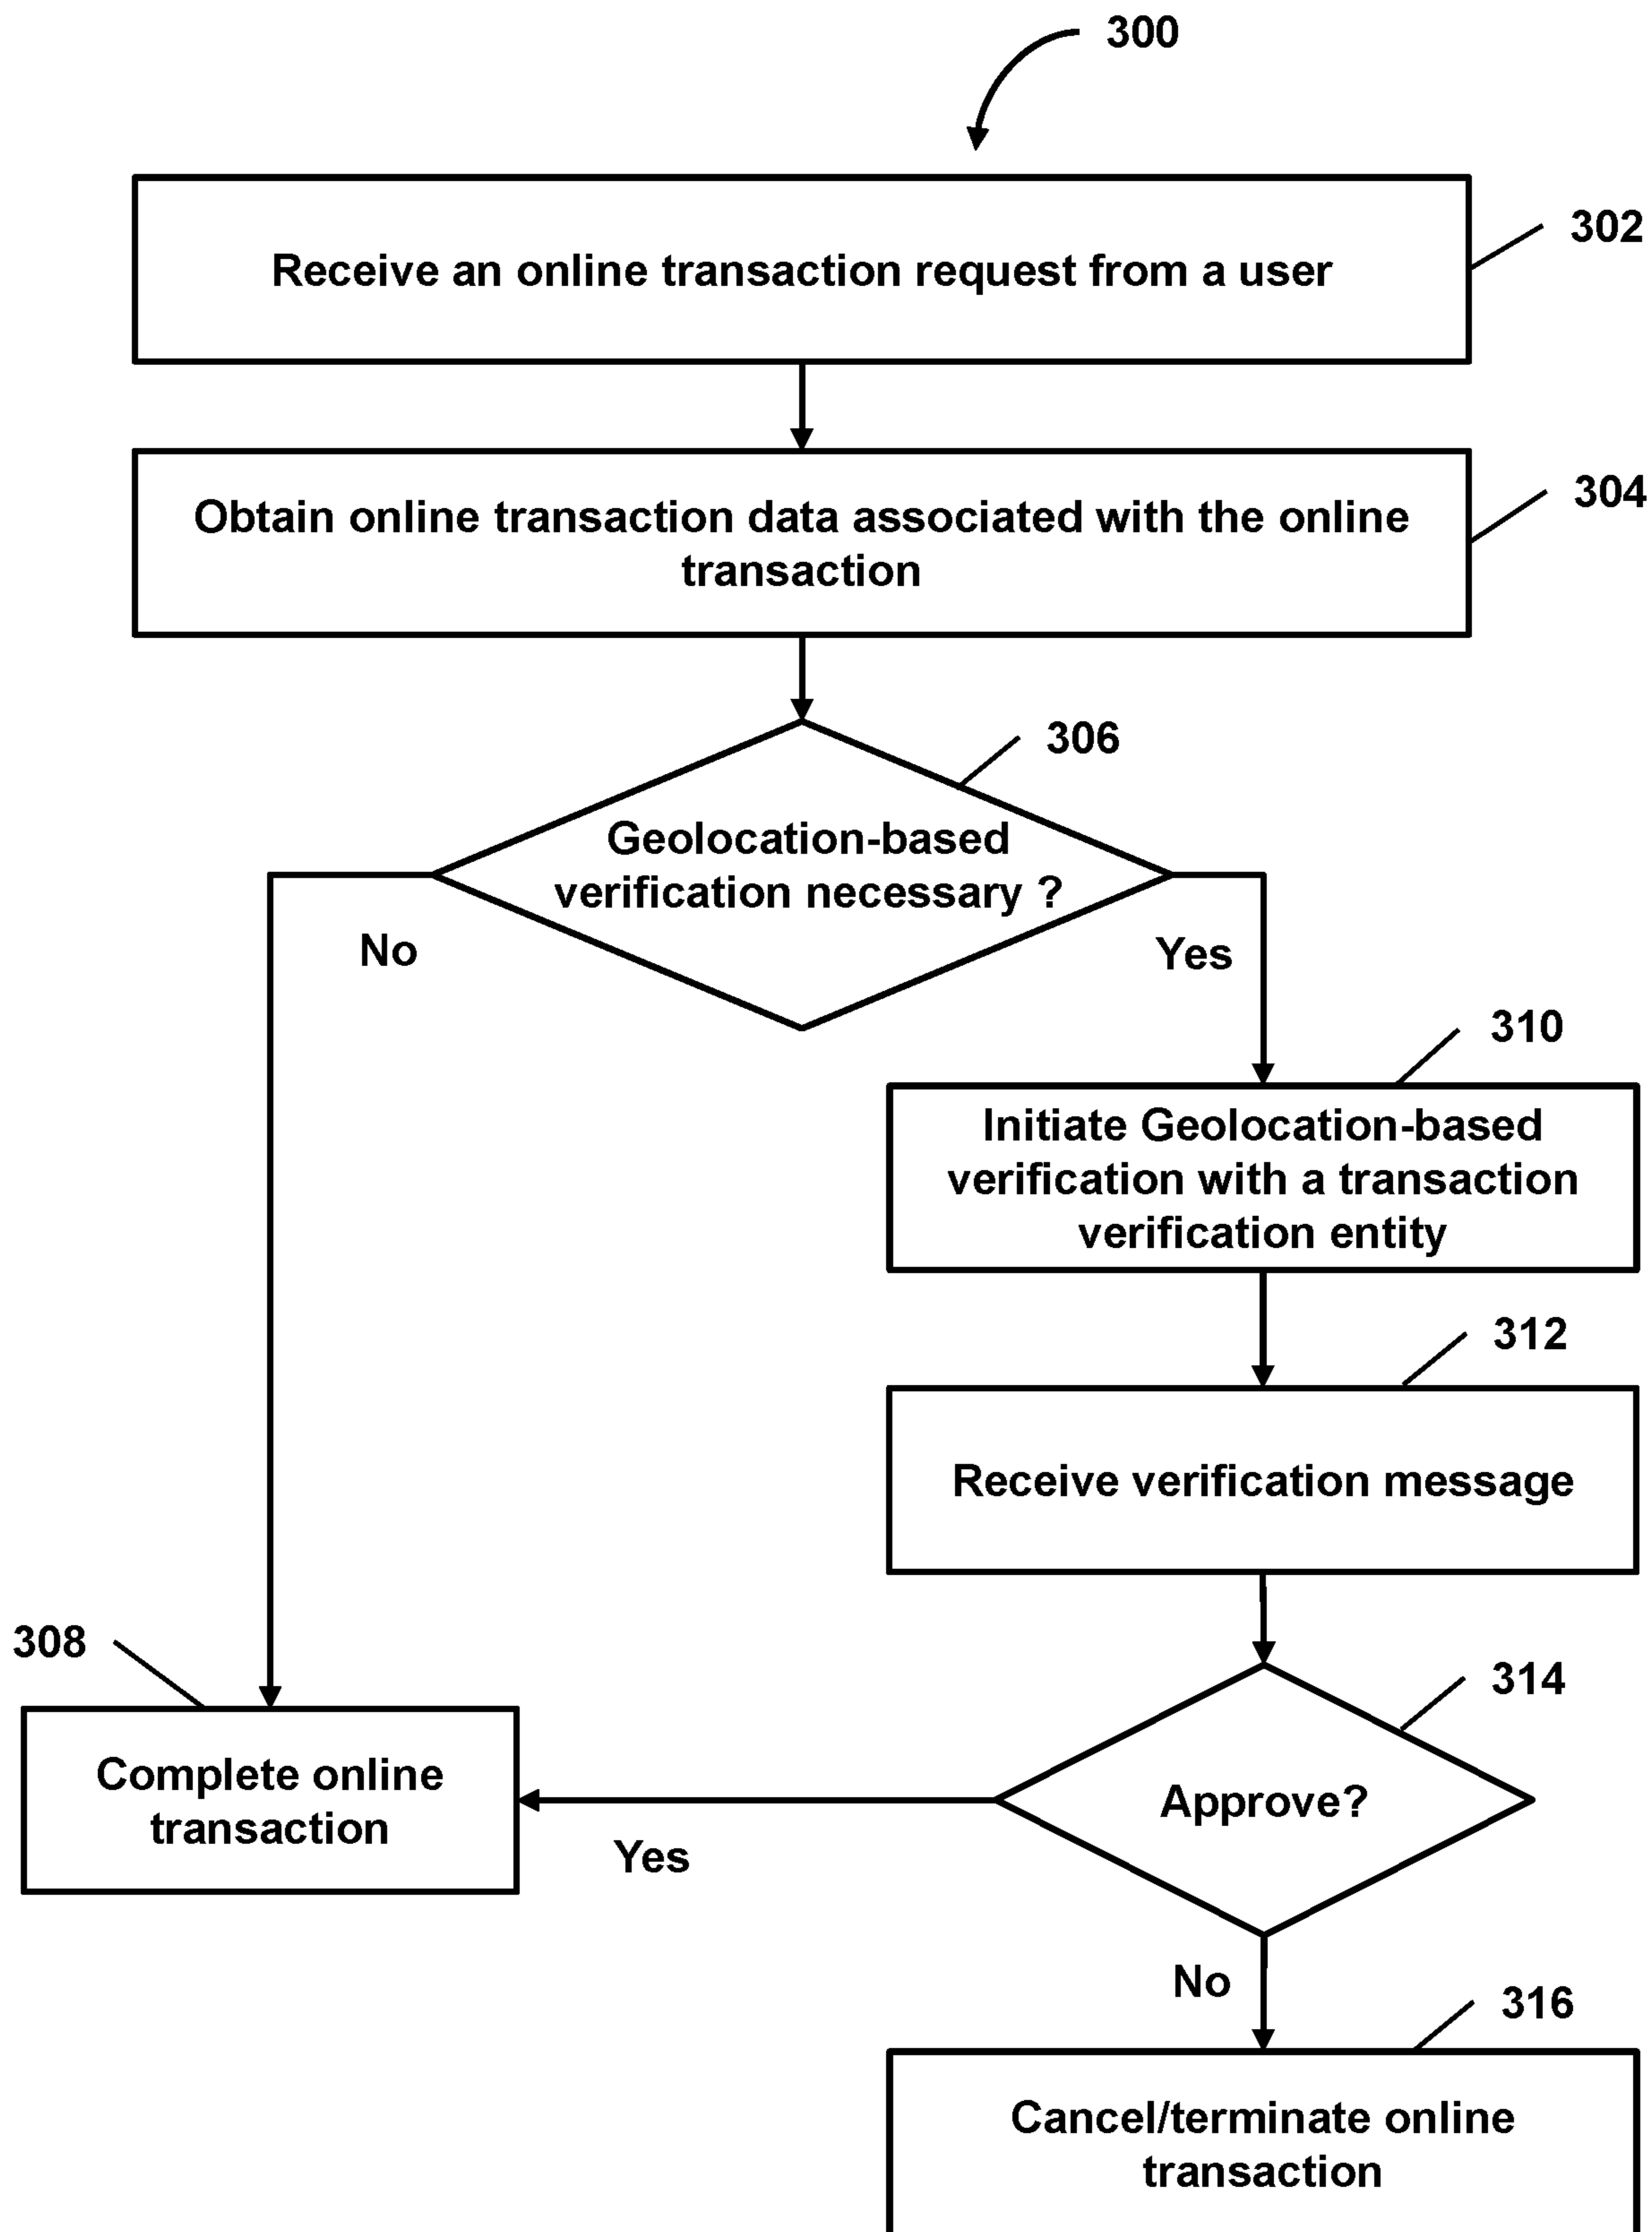 300
302
Receive an online transaction request from a user
304
Obtain online transaction data associated with the online
transaction
306
Geolocation-based
verification necessary ?
No
Yes
310
Initiate Geolocation-based
verification with a transaction
verification entity
312
Receive verification message
308
314
Complete online
transaction
Approve?
Yes
No
316
Cancel/terminate online
transaction